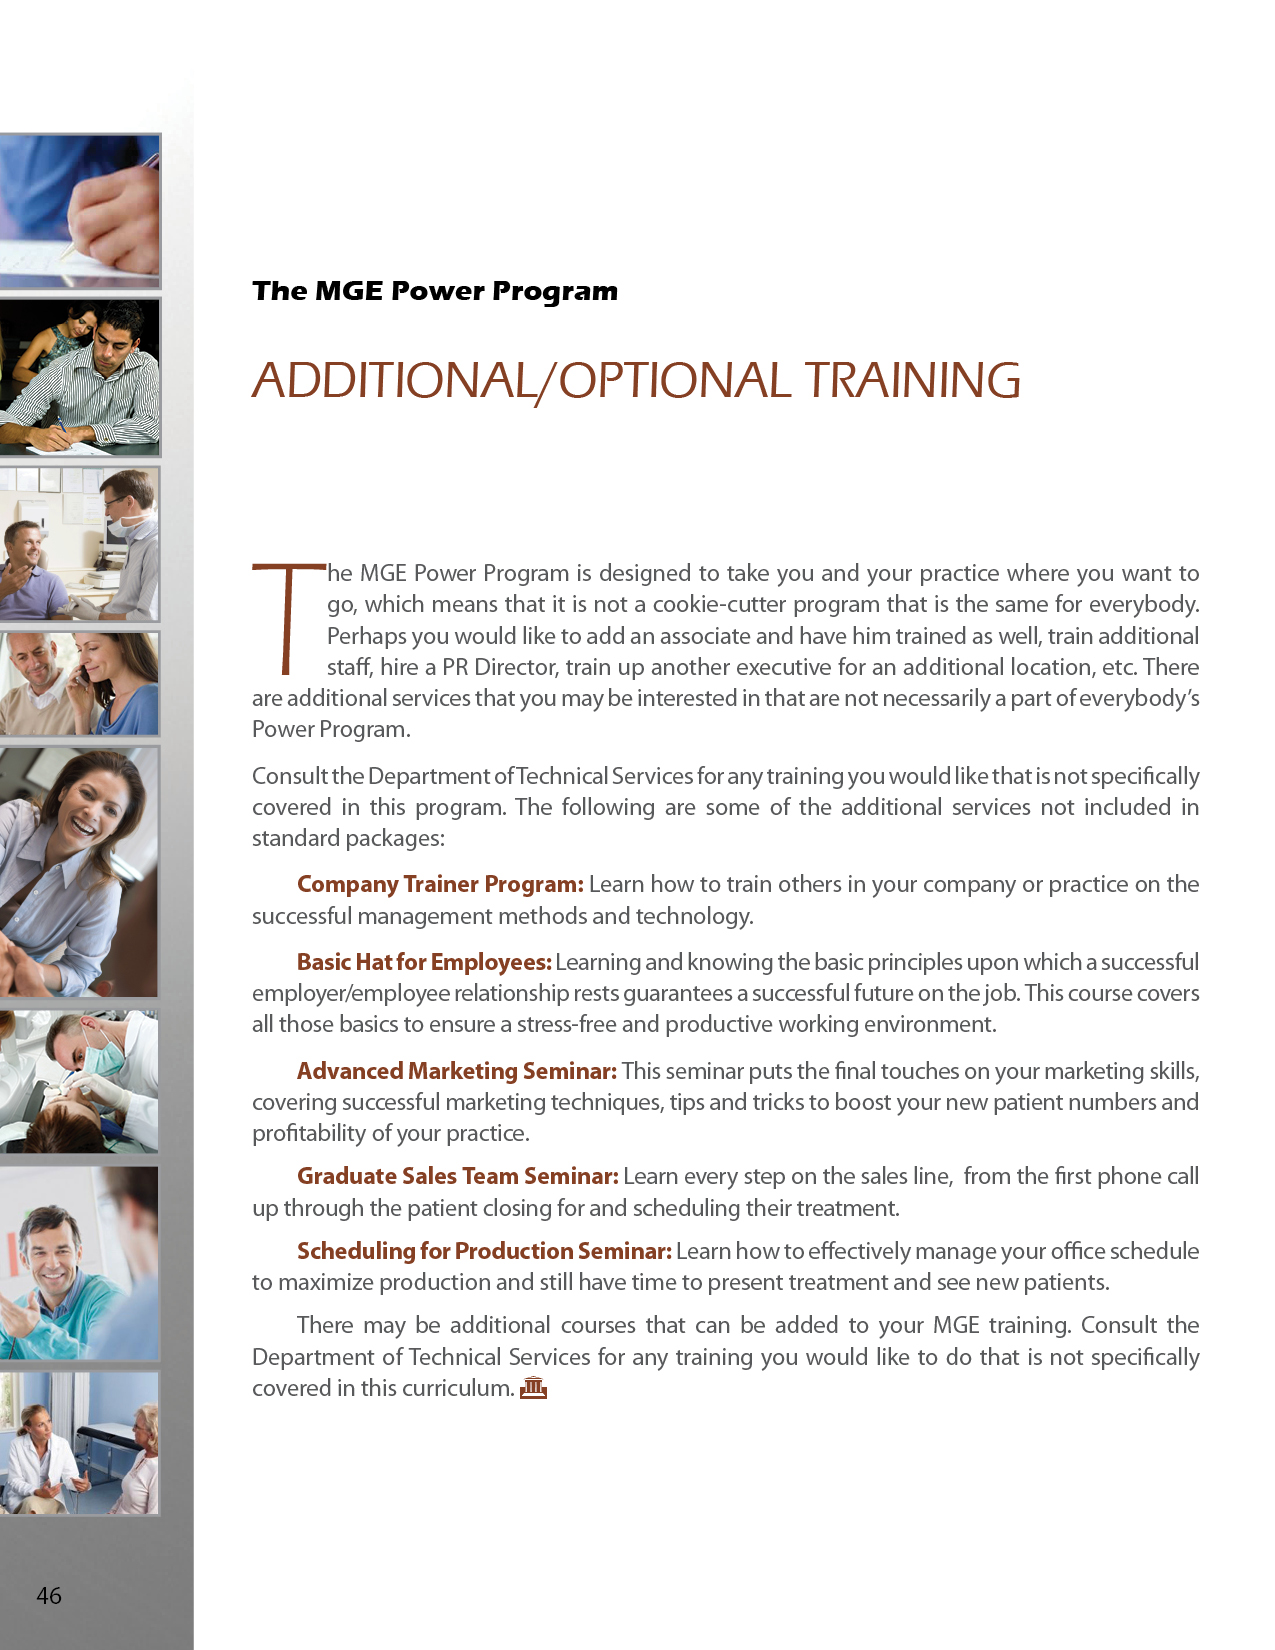 The MGE Power Program
ADDITIONAL/OPTIONAL TRAINING
The MGE Power Program is designed to take you and your practice where you want to
go, which means that it is not a cookie-cutter program that is the same for everybody.
Perhaps you would like to add an associate and have him trained as well, train additional
staff, hire a PR Director, train up another executive for an additional location, etc. There
are additional services that you may be interested in that are not necessarily a part of everybody’s
Power Program.
Consult the Department of Technical Services for any training you would like that is not specifically
covered in this program. The following are some of the additional services not included in
standard packages:
Company Trainer Program: Learn how to train others in your company or practice on the
successful management methods and technology.
Basic Hat for Employees: Learning and knowing the basic principles upon which a successful
employer/employee relationship rests guarantees a successful future on the job. This course covers
all those basics to ensure a stress-free and productive working environment.
Advanced Marketing Seminar: This seminar puts the final touches on your marketing skills,
covering successful marketing techniques, tips and tricks to boost your new patient numbers and
profitability of your practice.
Graduate Sales Team Seminar: Learn every step on the sales line, from the first phone call
up through the patient closing for and scheduling their treatment.
Scheduling for Production Seminar: Learn how to effectively manage your office schedule
to maximize production and still have time to present treatment and see new patients.
There may be additional courses that can be added to your MGE training. Consult the
Department of Technical Services for any training you would like to do that is not specifically
covered in this curriculum.
46